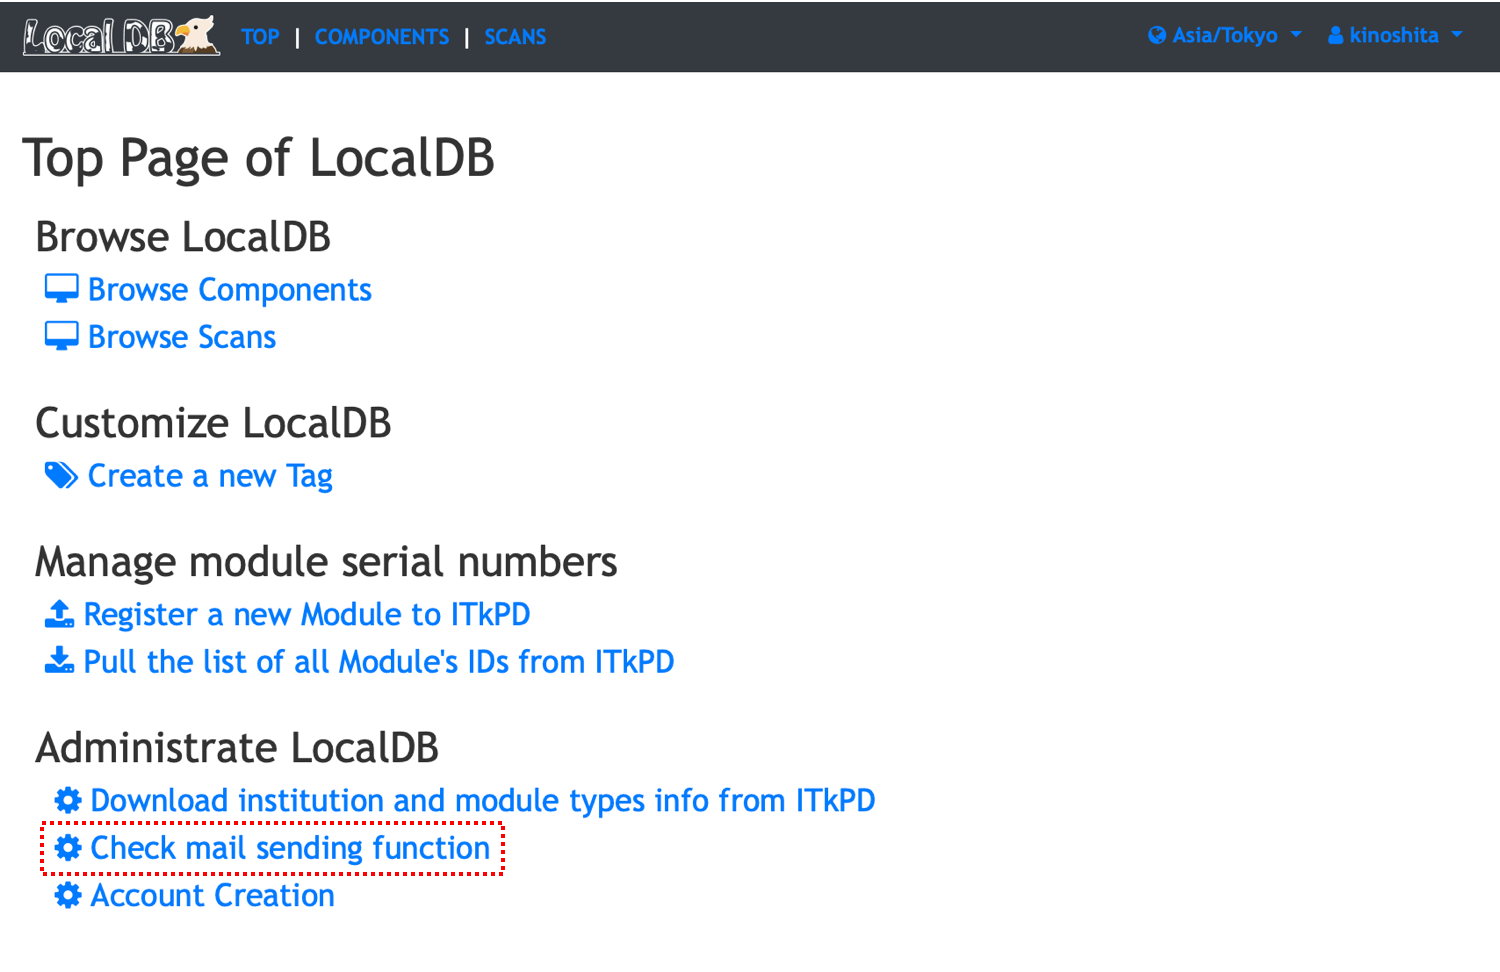 Local DB TOP | COMPONENTS | SCANS Asia/Tokyo kinoshita
Top Page of LocalDB
Browse LocalDB
Browse Components
Browse Scans
Customize LocalDB
Create a new Tag
Manage module serial numbers
Register a new Module to ITkPD
Pull the list of all Module's IDs from ITkPD
Administrate LocalDB
Download institution and module types info from ITkPD
Check mail sending function
Account Creation